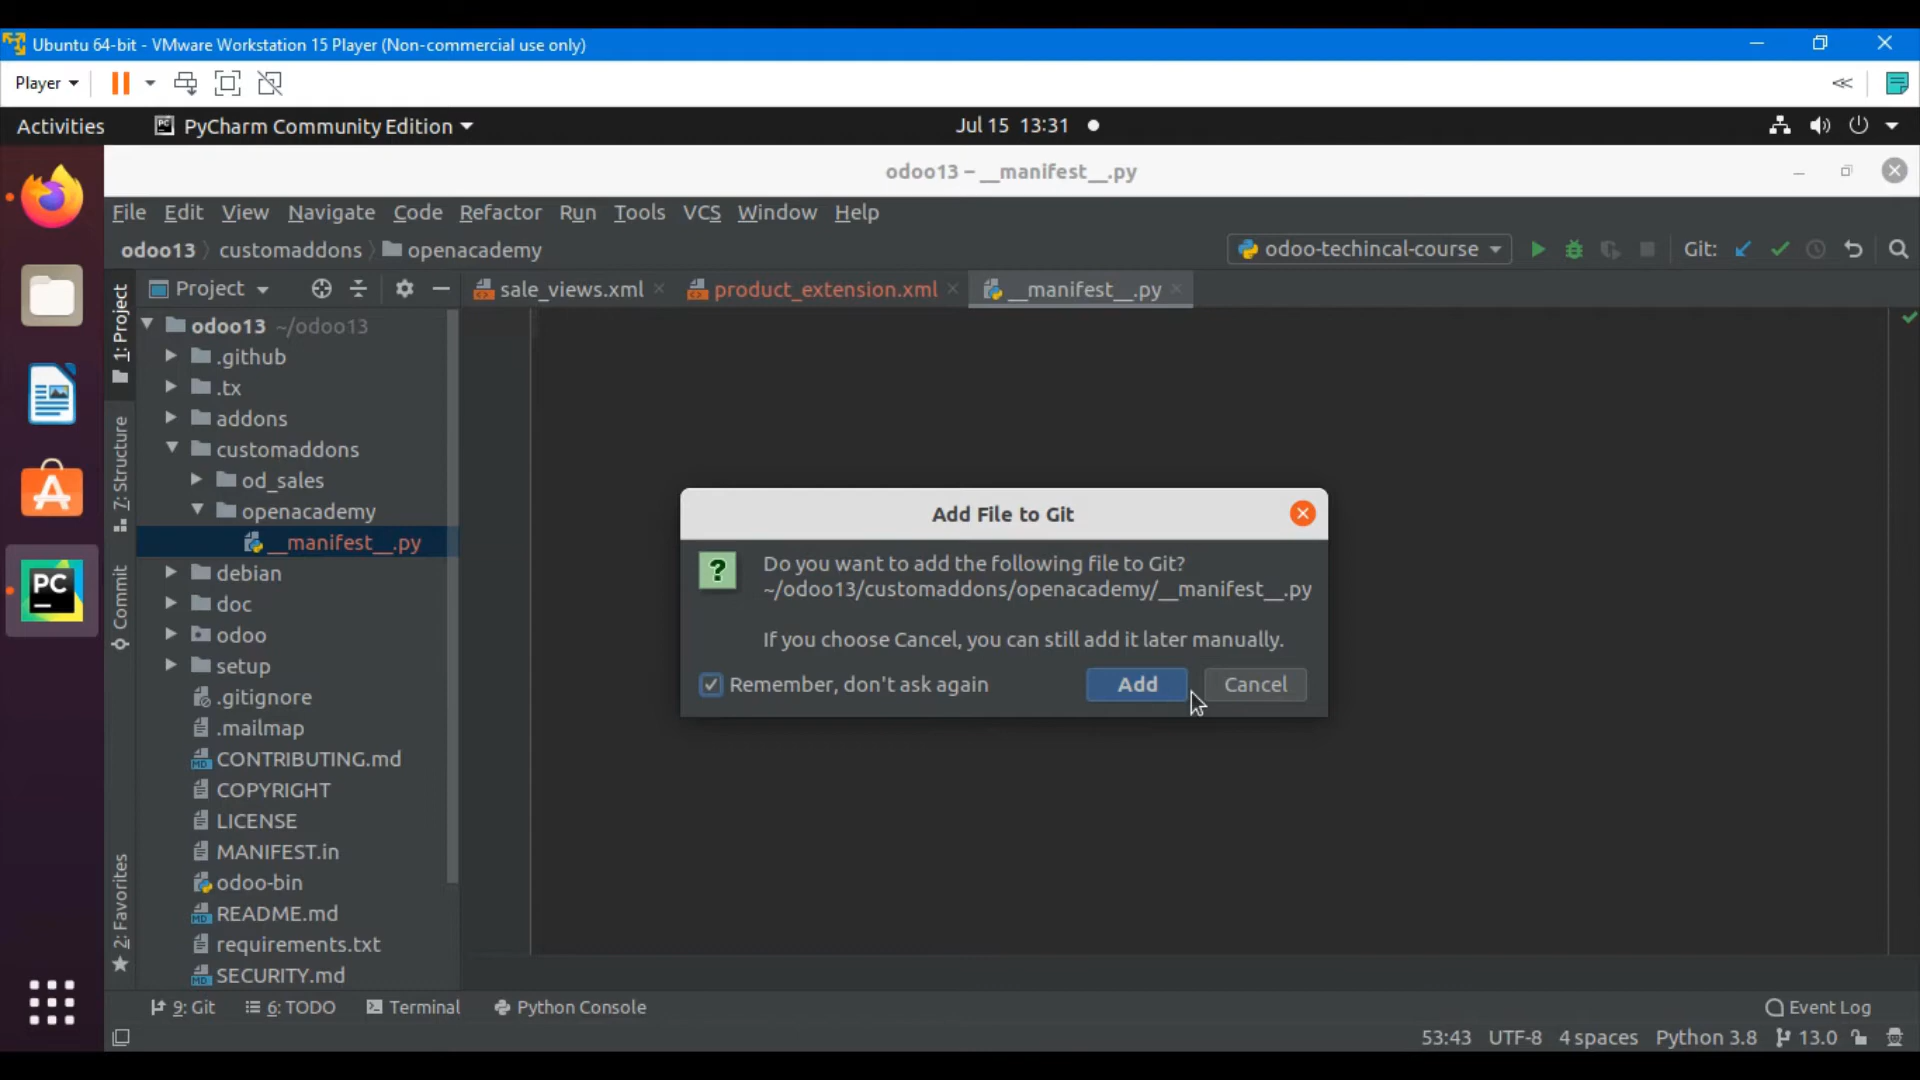 Ubuntu 64-bit - VMware Workstation 15 Player (Non-commercial use only)
Player
Activities
PC
PyCharm Community Edition
Jul 15 13:31
odoo13 – __manifest__.py
File Edit View Navigate Code Refactor Run Tools VCS Window Help
odoo13 customaddons openacademy
odoo-techincal-course
Git:
1: Project
Project
sale_views.xml
product_extension.xml
__manifest__.py
odoo13 ~/odoo13
.github
.tx
addons
customaddons
od_sales
openacademy
__manifest__.py
debian
doc
odoo
setup
.gitignore
.mailmap
MD CONTRIBUTING.md
COPYRIGHT
LICENSE
MANIFEST.in
odoo-bin
MD README.md
requirements.txt
MD SECURITY.md
7: Structure
Commit
2: Favorites
PC
Add File to Git
?
Do you want to add the following file to Git?
~/odoo13/customaddons/openacademy/__manifest__.py
If you choose Cancel, you can still add it later manually.
Remember, don't ask again
Add
Cancel
9: Git
6: TODO
Terminal
Python Console
Event Log
53:43 UTF-8 4 spaces Python 3.8 13.0